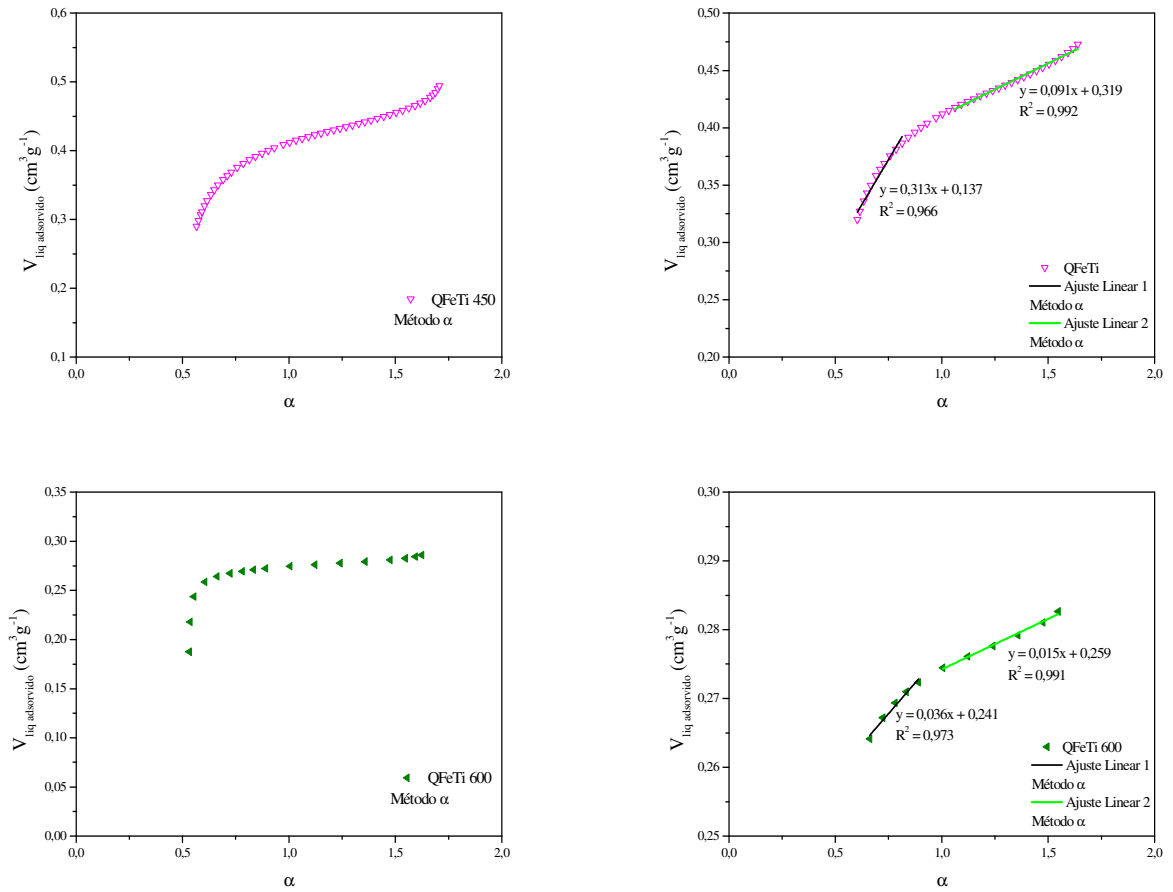 0,6
0,5
0,4
0,3
0,2
0,1
0,0
0,5
1,0
1,5
2,0
V liq adsorvido (cm3g-1)
α
QFeTi 450
Método α
0,50
0,45
0,40
0,35
0,30
0,25
0,20
0,0
0,5
1,0
1,5
2,0
V liq adsorvido (cm3g-1)
α
y = 0,091x + 0,319
R2 = 0,992
y = 0,313x + 0,137
R2 = 0,966
QFeTi
Ajuste Linear 1
Método α
Ajuste Linear 2
Método α
0,35
0,30
0,25
0,20
0,15
0,10
0,05
0,00
0,0
0,5
1,0
1,5
2,0
V liq adsorvido (cm3g-1)
α
QFeTi 600
Método α
0,30
0,29
0,28
0,27
0,26
0,25
0,0
0,5
1,0
1,5
2,0
V liq adsorvido (cm3g-1)
α
y = 0,015x + 0,259
R2 = 0,991
y = 0,036x + 0,241
R2 = 0,973
QFeTi 600
Ajuste Linear 1
Método α
Ajuste Linear 2
Método α